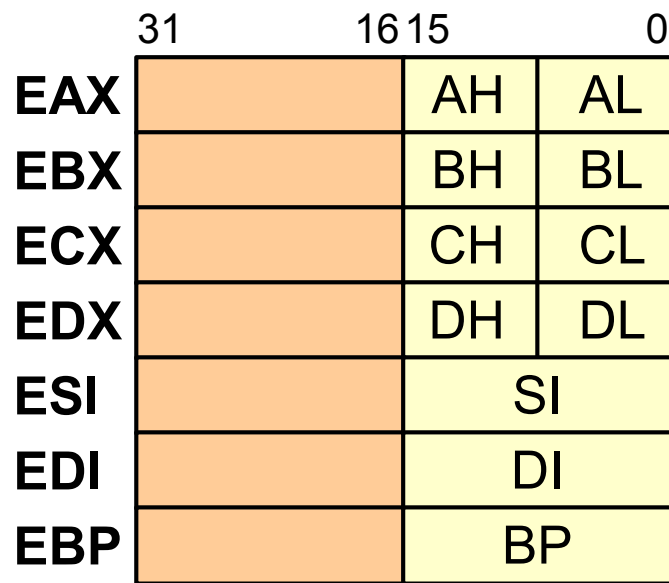 31 16 15 0
EAX AH AL
EBX BH BL
ECX CH CL
EDX DH DL
ESI SI
EDI DI
EBP BP